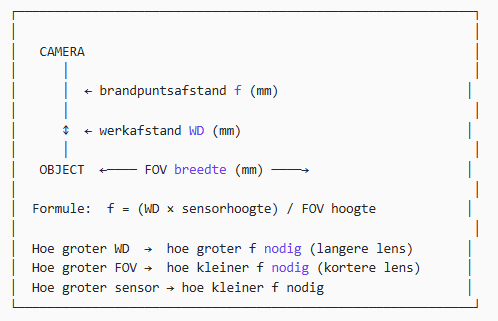 CAMERA
← brandpuntsafstand f (mm)
↕ ← werkafstand WD (mm)
OBJECT ←──── FOV breedte (mm) ────→
Formule: f = (WD × sensorhoogte) / FOV hoogte
Hoe groter WD → hoe groter f nodig (langere lens)
Hoe groter FOV → hoe kleiner f nodig (kortere lens)
Hoe groter sensor → hoe kleiner f nodig